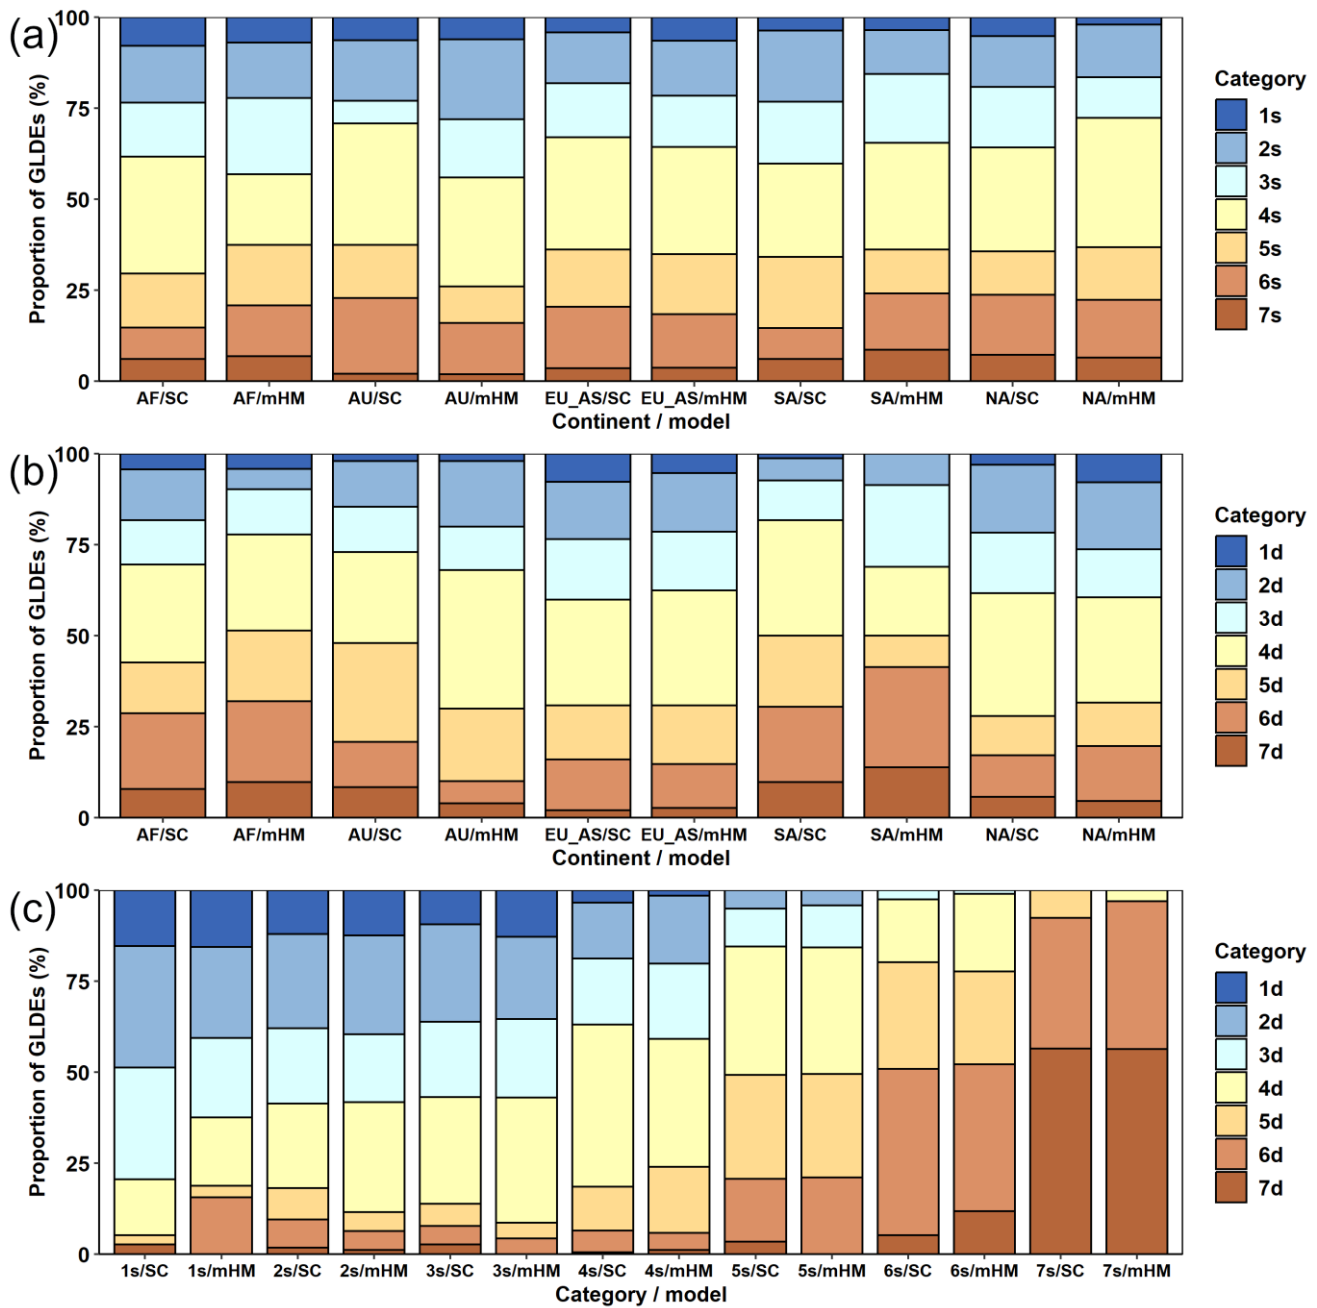 (a)
Proportion of GLDEs (%)
100
75
50
25
0
AF/SC AF/mHM AU/SC AU/mHM EU_AS/SC EU_AS/mHM SA/SC SA/mHM NA/SC NA/mHM
Continent / model
Category
1s
2s
3s
4s
5s
6s
7s
(b)
Proportion of GLDEs (%)
100
75
50
25
0
AF/SC AF/mHM AU/SC AU/mHM EU_AS/SC EU_AS/mHM SA/SC SA/mHM NA/SC NA/mHM
Continent / model
Category
1d
2d
3d
4d
5d
6d
7d
(c)
Proportion of GLDEs (%)
100
75
50
25
0
1s/SC 1s/mHM 2s/SC 2s/mHM 3s/SC 3s/mHM 4s/SC 4s/mHM 5s/SC 5s/mHM 6s/SC 6s/mHM 7s/SC 7s/mHM
Category / model
Category
1d
2d
3d
4d
5d
6d
7d